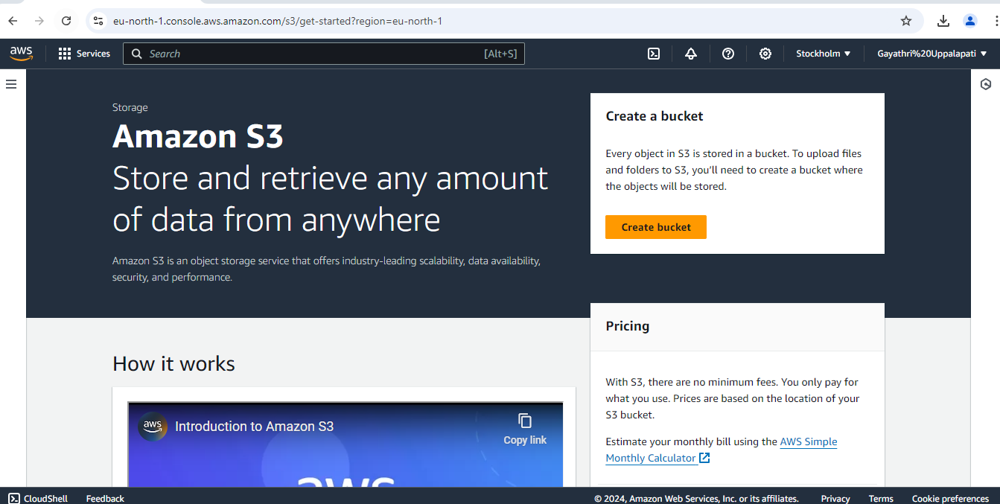 eu-north-1.console.aws.amazon.com/s3/get-started?region=eu-north-1
aws
Services
Search
[Alt+S]
Stockholm
Gayathri%20Uppalapati
Storage
Amazon S3
Store and retrieve any amount
of data from anywhere
Amazon S3 is an object storage service that offers industry-leading scalability, data availability,
security, and performance.
Create a bucket
Every object in S3 is stored in a bucket. To upload files
and folders to S3, you'll need to create a bucket where
the objects will be stored.
Create bucket
How it works
aws
Introduction to Amazon S3
Copy link
aws
Pricing
With S3, there are no minimum fees. You only pay for
what you use. Prices are based on the location of your
S3 bucket.
Estimate your monthly bill using the AWS Simple
Monthly Calculator
CloudShell
Feedback
© 2024, Amazon Web Services, Inc. or its affiliates.
Privacy
Terms
Cookie preferences